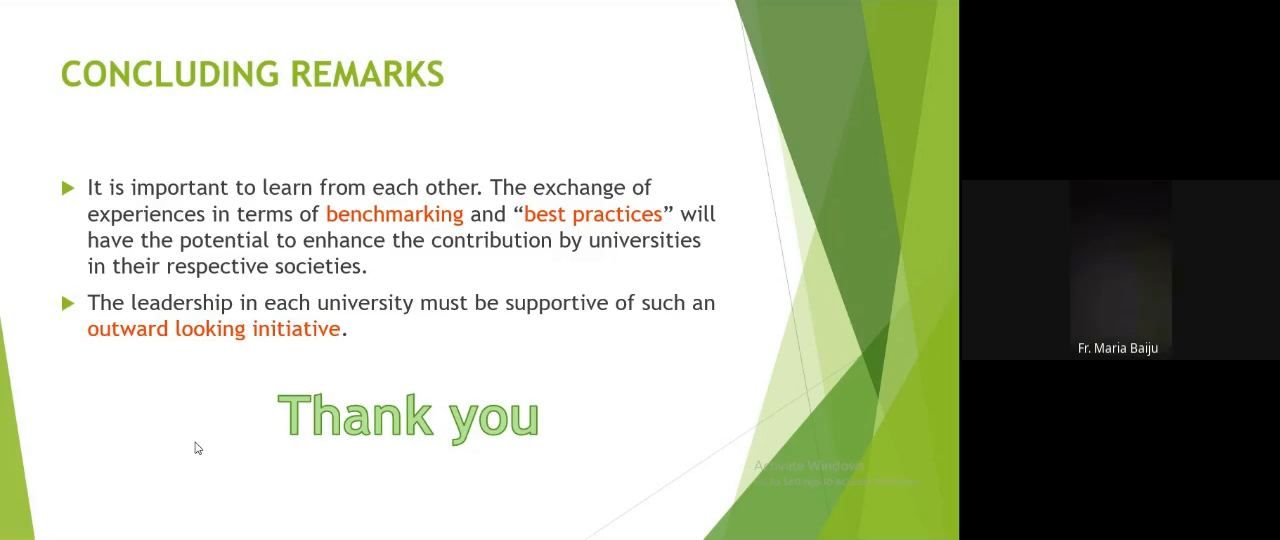 CONCLUDING REMARKS
It is important to learn from each other. The exchange of
experiences in terms of benchmarking and “best practices” will
have the potential to enhance the contribution by universities
in their respective societies.
The leadership in each university must be supportive of such an
outward looking initiative.
Thank you
Activate Windows
Fr. Maria Baiju